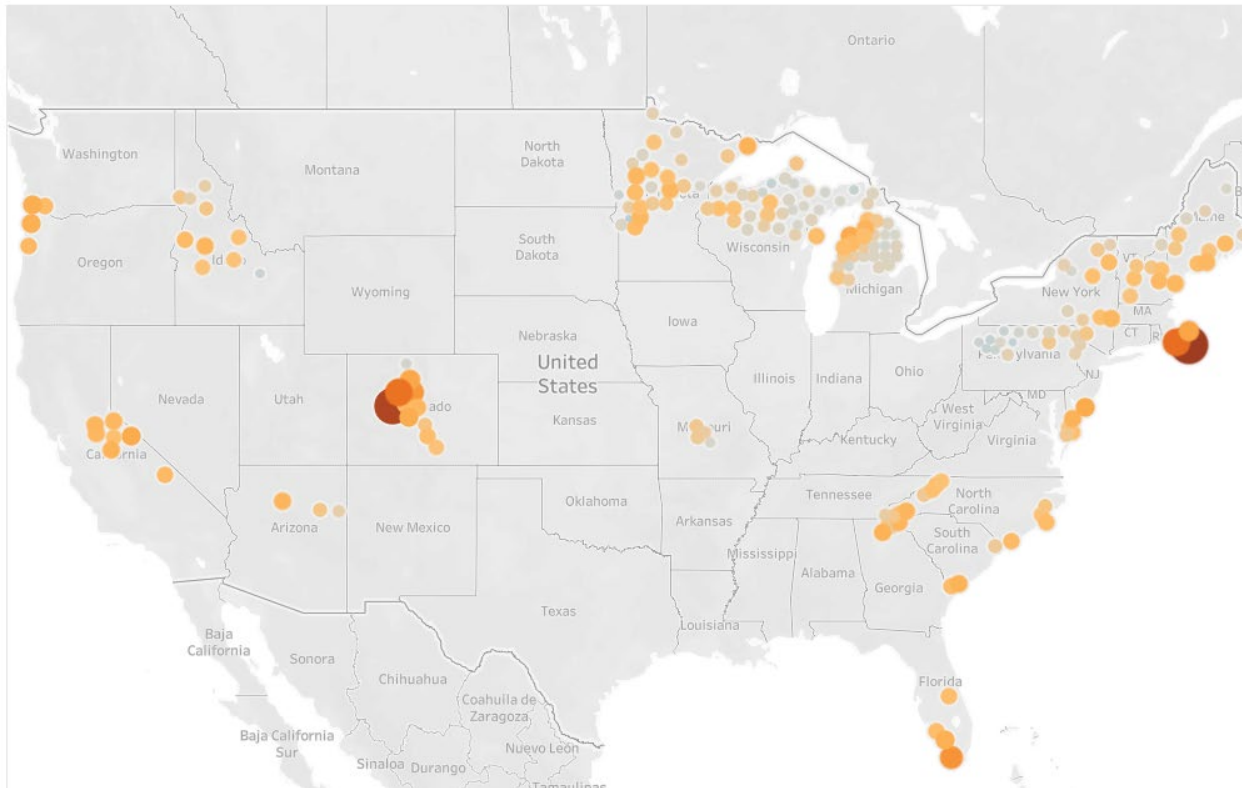 Ontario
Washington
Montana
North
Dakota
Oregon
South
Dakota
Wisconsin
Maine
VT
Michigan
New York
Wyoming
MA
CT
Iowa
Nebraska
United
States
Nevada
Utah
Illinois
Indiana
Ohio
NJ
MD
Kansas
West
Virginia
Virginia
Kentucky
Tennessee
North
Carolina
Oklahoma
Arizona
New Mexico
Arkansas
South
Carolina
Mississippi
Alabama
Georgia
Texas
Louisiana
Baja
California
Sonora
Chihuahua
Coahuila de
Zaragoza
Florida
Baja California
Sur
Nuevo León
Sinaloa
Durango
Tamaulipas